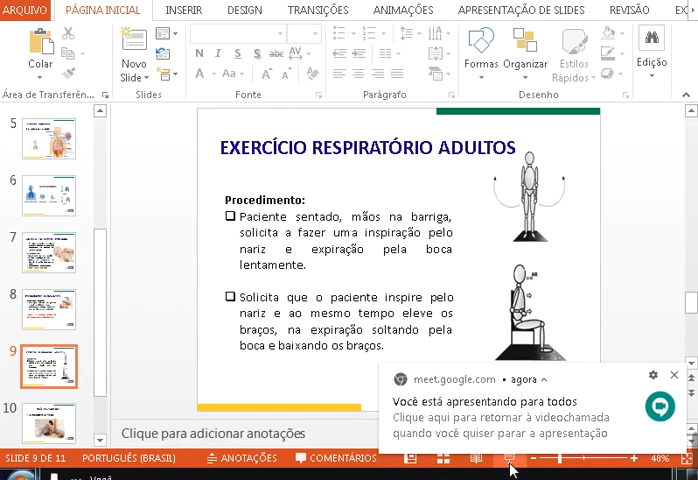 ARQUIVO PÁGINA INICIAL INSERIR DESIGN TRANSIÇÕES ANIMAÇÕES APRESENTAÇÃO DE SLIDES REVISÃO
Colar
Novo
Slide
N I S S abc AV
Aa A A A
Formas Organizar Estilos
Rápidos
Edição
Área de Transferên... Slides Fonte Parágrafo Desenho
5
6
7
8
9
10
EXERCÍCIO RESPIRATÓRIO ADULTOS
Procedimento:
Paciente sentado, mãos na barriga,
solicita a fazer uma inspiração pelo
nariz e expiração pela boca
lentamente.
Solicita que o paciente inspire pelo
nariz e ao mesmo tempo eleve os
braços, na expiração soltando pela
boca e baixando os braços.
AR
meet.google.com • agora
Você está apresentando para todos
Clique aqui para retornar à videochamada
quando você quiser parar a apresentação
Clique para adicionar anotações
SLIDE 9 DE 11 PORTUGUÊS (BRASIL) ANOTAÇÕES COMENTÁRIOS 48%